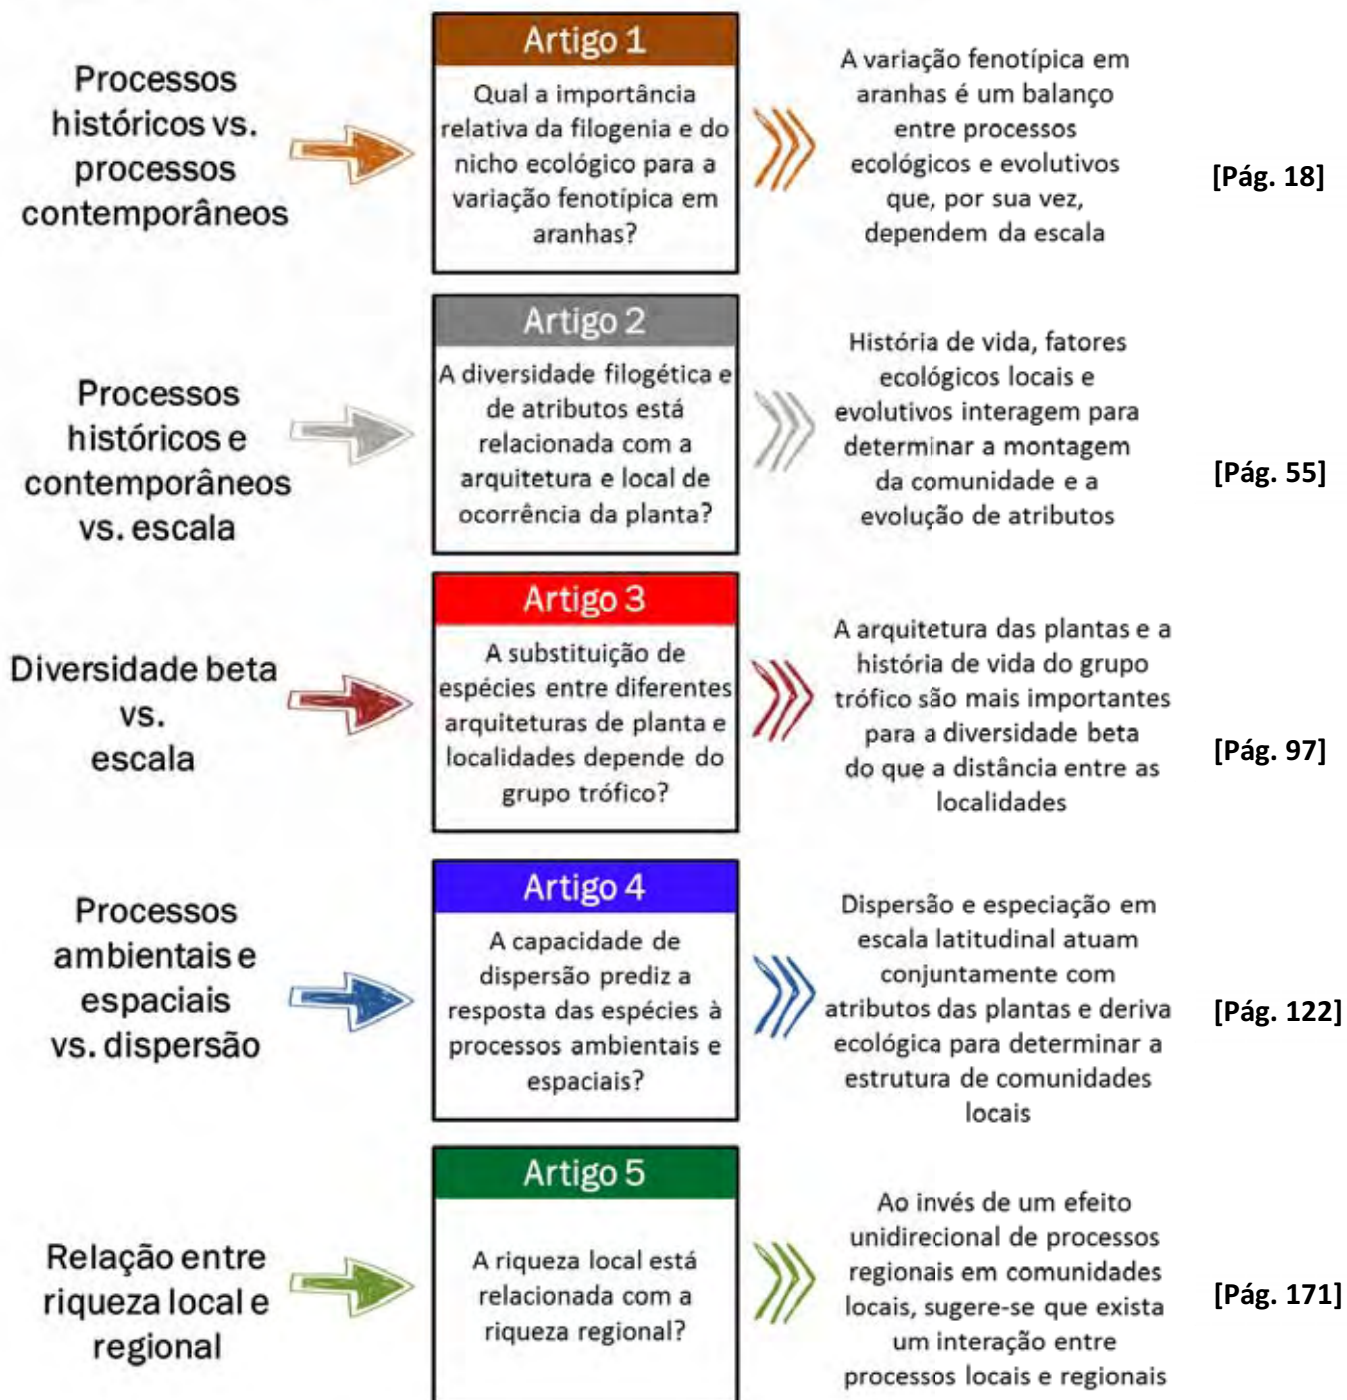 Processos
históricos vs.
processos
contemporâneos
Artigo 1
Qual a importância
relativa da filogenia e do
nicho ecológico para a
variação fenotípica em
aranhas?
A variação fenotípica em
aranhas é um balanço
entre processos
ecológicos e evolutivos
que, por sua vez,
dependem da escala
[Pág. 18]
Processos
históricos e
contemporâneos
vs. escala
Artigo 2
A diversidade filogética e
de atributos está
relacionada com a
arquitetura e local de
ocorrência da planta?
História de vida, fatores
ecológicos locais e
evolutivos interagem para
determinar a montagem
da comunidade e a
evolução de atributos
[Pág. 55]
Diversidade beta
vs.
escala
Artigo 3
A substituição de
espécies entre diferentes
arquiteturas de planta e
localidades depende do
grupo trófico?
A arquitetura das plantas e a
história de vida do grupo
trófico são mais importantes
para a diversidade beta
do que a distância entre as
localidades
[Pág. 97]
Processos
ambientais e
espaciais
vs. dispersão
Artigo 4
A capacidade de
dispersão prediz a
resposta das espécies à
processos ambientais e
espaciais?
Dispersão e especiação em
escala latitudinal atuam
conjuntamente com
atributos das plantas e deriva
ecológica para determinar a
estrutura de comunidades
locais
[Pág. 122]
Relação entre
riqueza local e
regional
Artigo 5
A riqueza local está
relacionada com a
riqueza regional?
Ao invés de um efeito
unidirecional de processos
regionais em comunidades
locais, sugere-se que exista
um interação entre
processos locais e regionais
[Pág. 171]